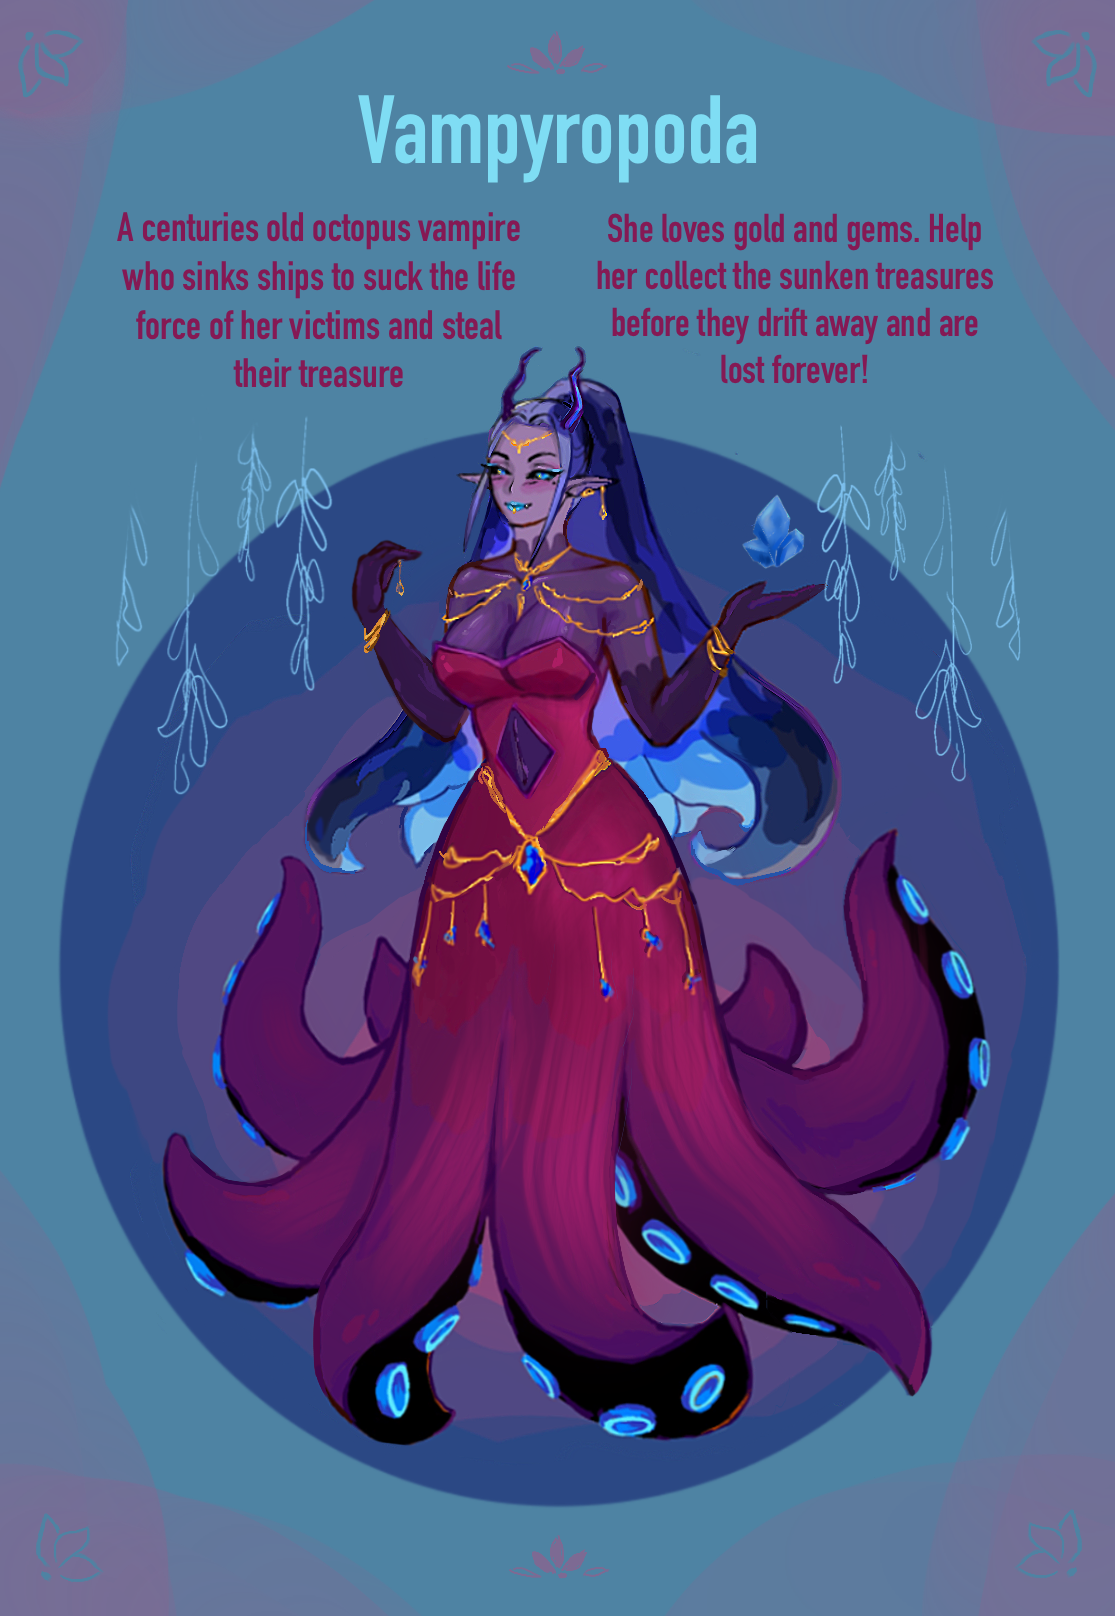 Vampyropoda
A centuries old octopus vampire
who sinks ships to suck the life
force of her victims and steal
their treasure
She loves gold and gems. Help
her collect the sunken treasures
before they drift away and are
lost forever!